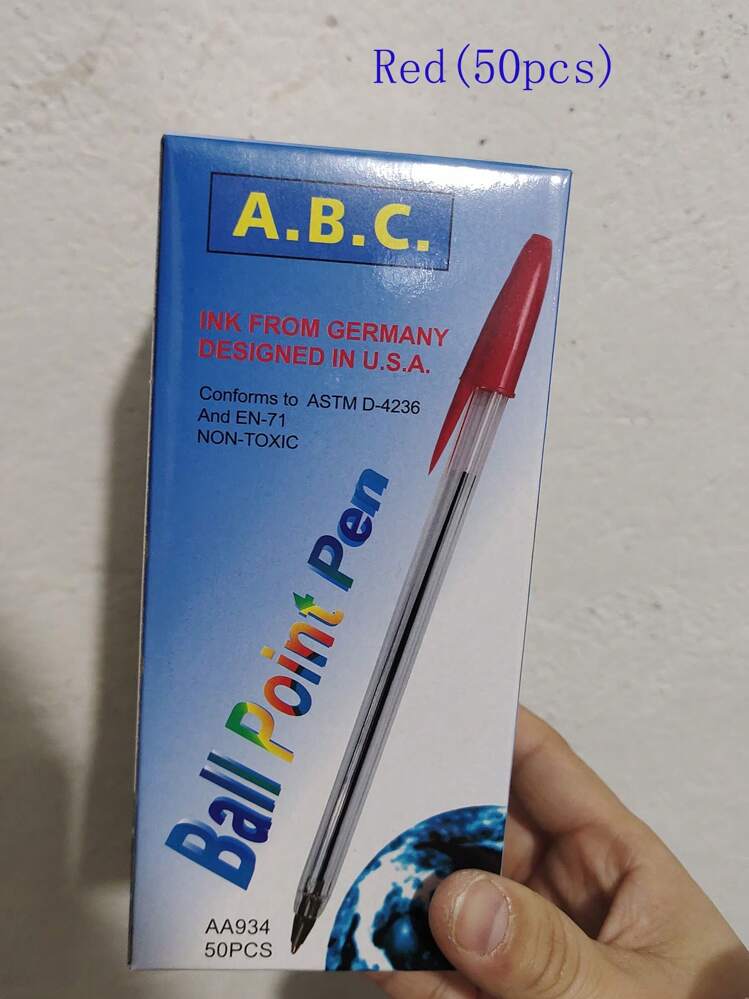 Red(50pcs)
A.B.C.
INK FROM GERMANY
DESIGNED IN U.S.A.
Conforms to ASTM D-4236
And EN-71
NON-TOXIC
Ball Point Pen
AA934
50PCS